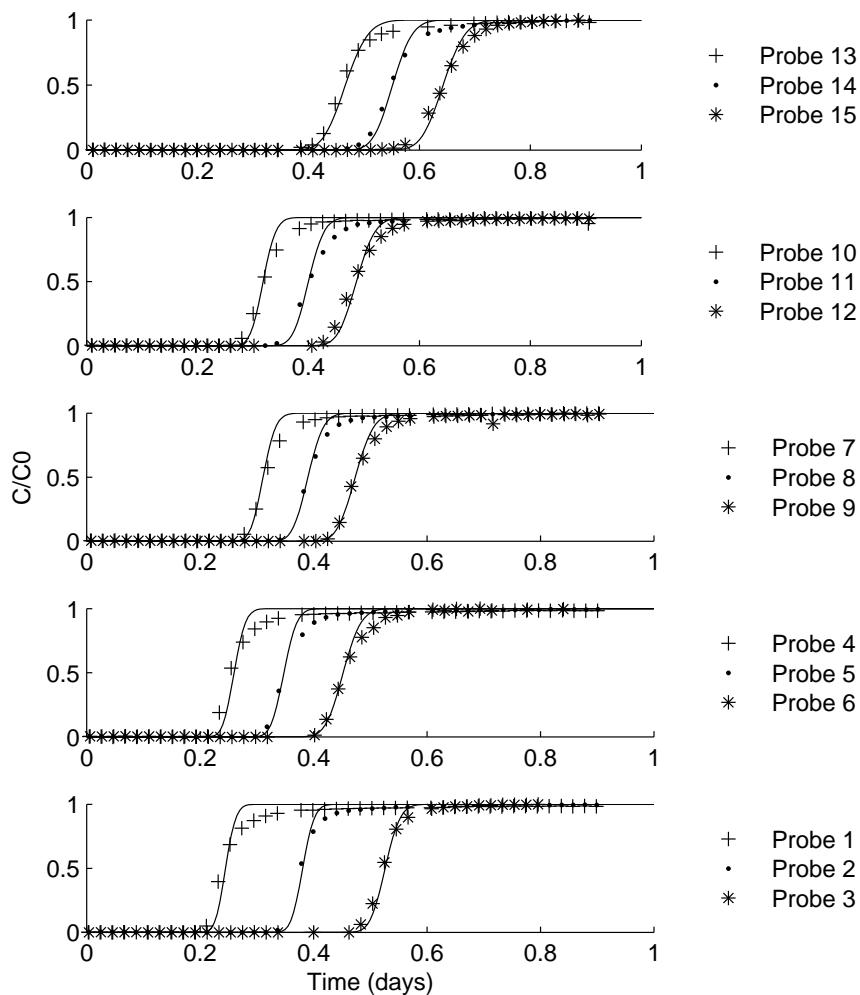 1
0.5
0
0 0.2 0.4 0.6 0.8 1
Probe 13
Probe 14
Probe 15
1
0.5
0
0 0.2 0.4 0.6 0.8 1
Probe 10
Probe 11
Probe 12
C/C0
1
0.5
0
0 0.2 0.4 0.6 0.8 1
Probe 7
Probe 8
Probe 9
1
0.5
0
0 0.2 0.4 0.6 0.8 1
Probe 4
Probe 5
Probe 6
1
0.5
0
0 0.2 0.4 0.6 0.8 1
Time (days)
Probe 1
Probe 2
Probe 3